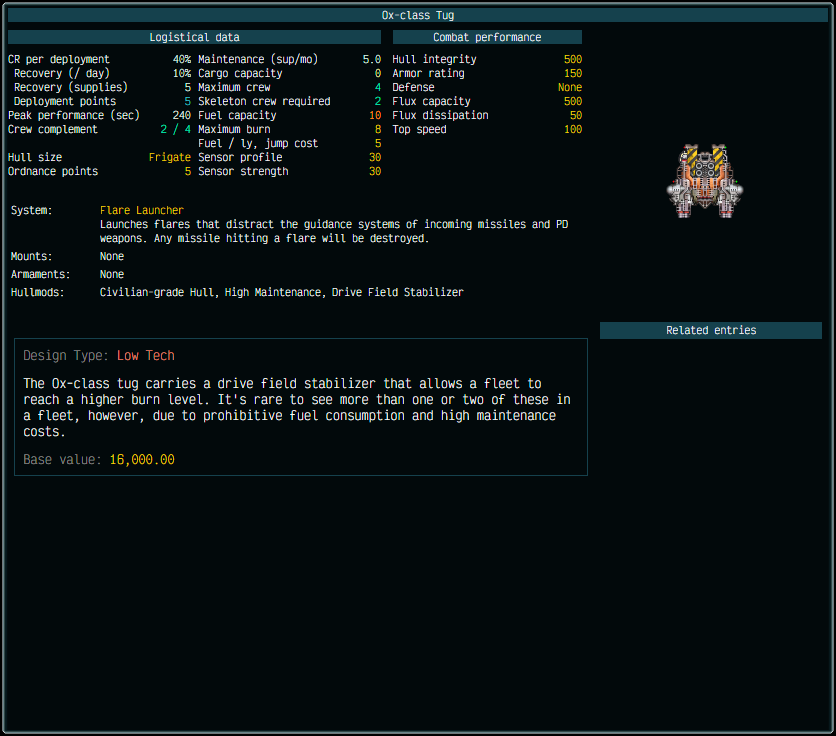 Ox-class Tug
Logistical data
Combat performance
CR per deployment 40% Maintenance (sup/mo) 5.0 Hull integrity 500
Recovery (/ day) 10% Cargo capacity 0 Armor rating 150
Recovery (supplies) 5 Maximum crew 4 Defense None
Deployment points 5 Skeleton crew required 2 Flux capacity 500
Peak performance (sec) 240 Fuel capacity 10 Flux dissipation 50
Crew complement 2 / 4 Maximum burn 8 Top speed 100
Fuel / ly, jump cost 5
Hull size Frigate Sensor profile 30
Ordnance points 5 Sensor strength 30
System: Flare Launcher
Launches flares that distract the guidance systems of incoming missiles and PD
weapons. Any missile hitting a flare will be destroyed.
Mounts: None
Armaments: None
Hullmods: Civilian-grade Hull, High Maintenance, Drive Field Stabilizer
Related entries
Design Type: Low Tech
The Ox-class tug carries a drive field stabilizer that allows a fleet to
reach a higher burn level. It's rare to see more than one or two of these in
a fleet, however, due to prohibitive fuel consumption and high maintenance
costs.
Base value: 16,000.00